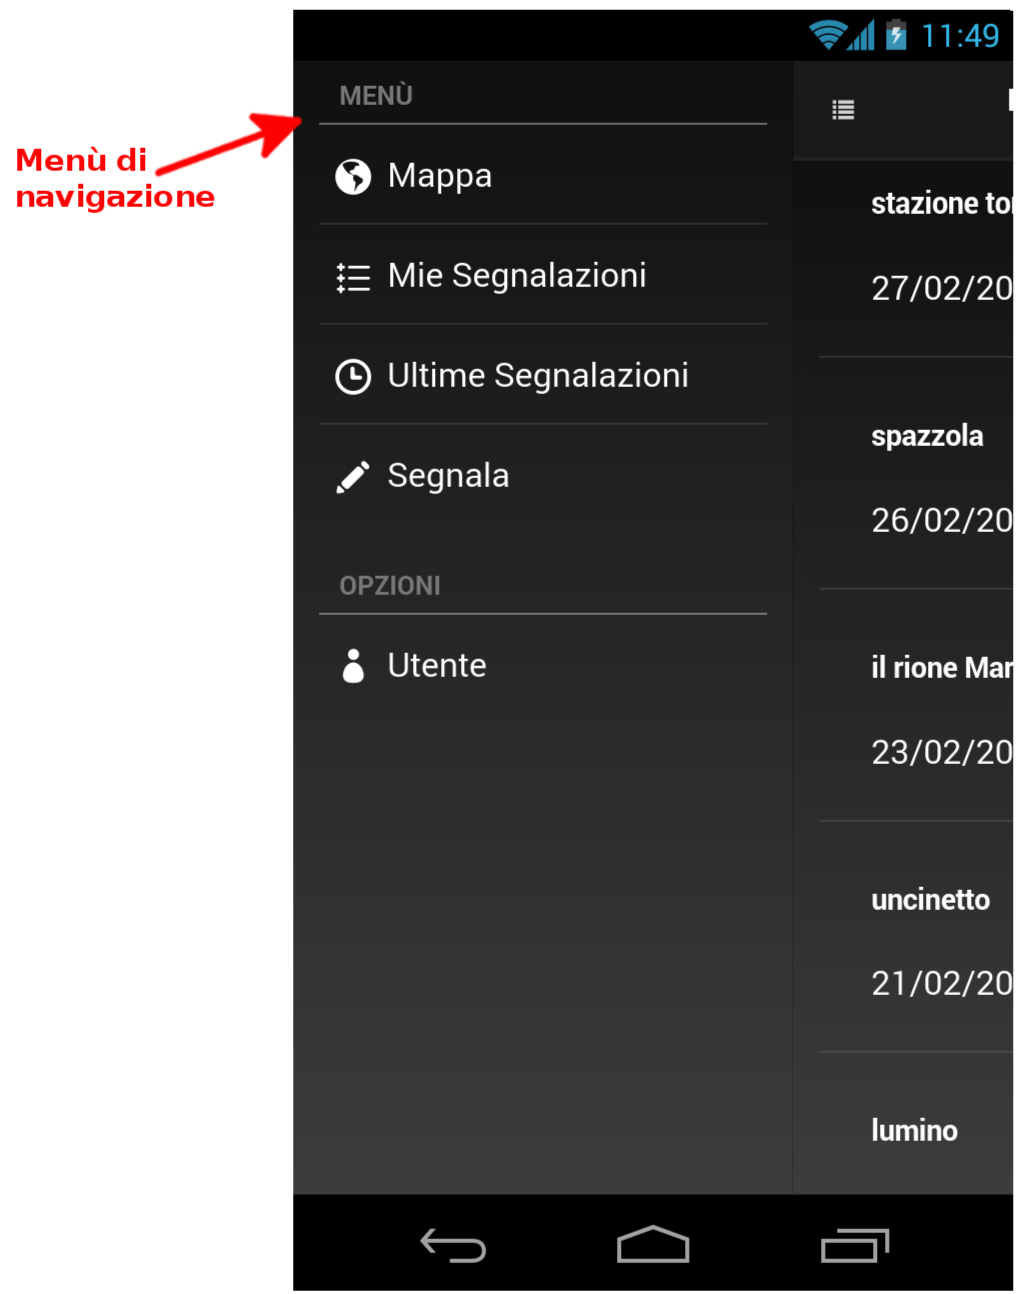 11:49
Menù di
navigazione
MENÙ
Mappa
Mie Segnalazioni
Ultime Segnalazioni
Segnala
OPZIONI
Utente
stazione
27/02/20
spazzola
26/02/20
il rione Mar
23/02/20
uncinetto
21/02/20
lumino